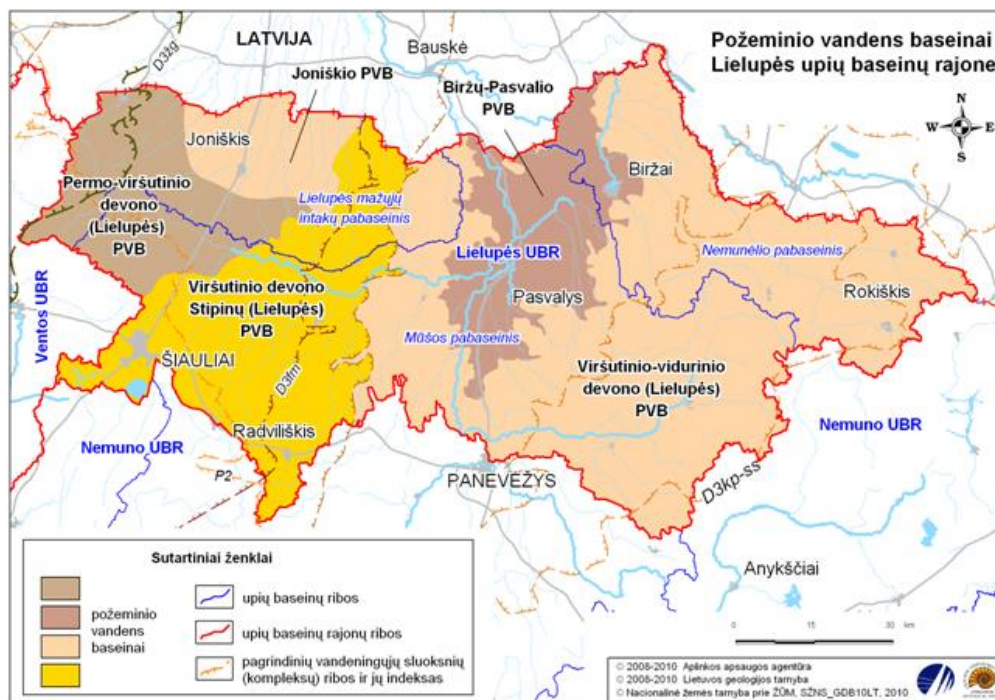 Požeminio vandens baseinai
Lielupės upių baseinų rajone
N
W E
S
LATVIJA
Bauskė
D3žg
Joniškio PVB
Biržų-Pasvalio
PVB
Joniškis
Biržai
Permo-viršutinio
devono
(Lielupės)
PVB
Lielupės mažųjų
intakų pabaseinis
Lielupės UBR
Nemunėlio pabaseinis
Ventos UBR
Viršutinio devono
Stipinų (Lielupės)
PVB
Pasvalys
Rokiškis
Mūšos pabaseinis
ŠIAULIAI
D3fm
Viršutinio-vidurinio
devono (Lielupės)
PVB
Nemuno UBR
Radviliškis
Nemuno UBR
P2
PANEVĖŽYS
D3kp-ss
Anykščiai
Sutartiniai ženklai
požeminio
vandens
baseinai
upių baseinų ribos
upių baseinų rajonų ribos
pagrindinių vandeningųjų sluoksnių
(kompleksų) ribos ir jų indeksas
0 15 30 km
© 2008-2010 Aplinkos apsaugos agentūra
© 2008-2010 Lietuvos geologijos tarnyba
© Nacionalinė žemės tarnyba prie ŽŪM, SŽNS_GDB10LT, 2010